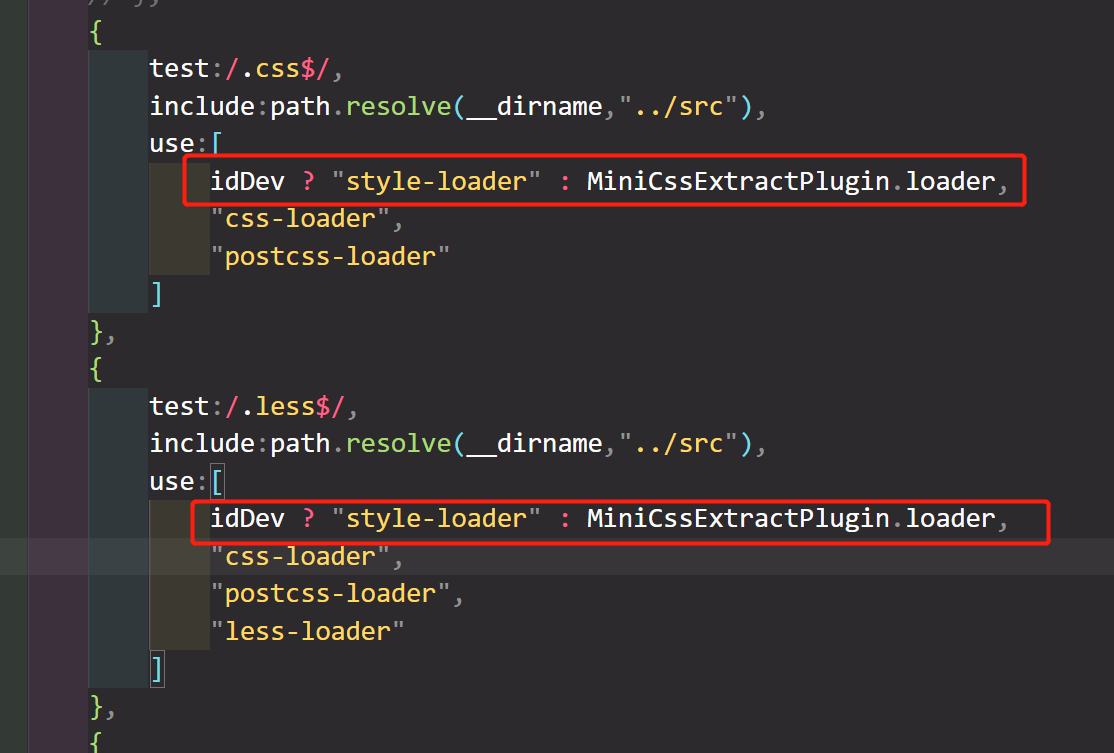 // },
{
test:/.css$/,
include:path.resolve(__dirname,"../src"),
use:[
idDev ? "style-loader" : MiniCssExtractPlugin.loader,
"css-loader",
"postcss-loader"
]
},
{
test:/.less$/,
include:path.resolve(__dirname,"../src"),
use:[
idDev ? "style-loader" : MiniCssExtractPlugin.loader,
"css-loader",
"postcss-loader",
"less-loader"
]
},
{